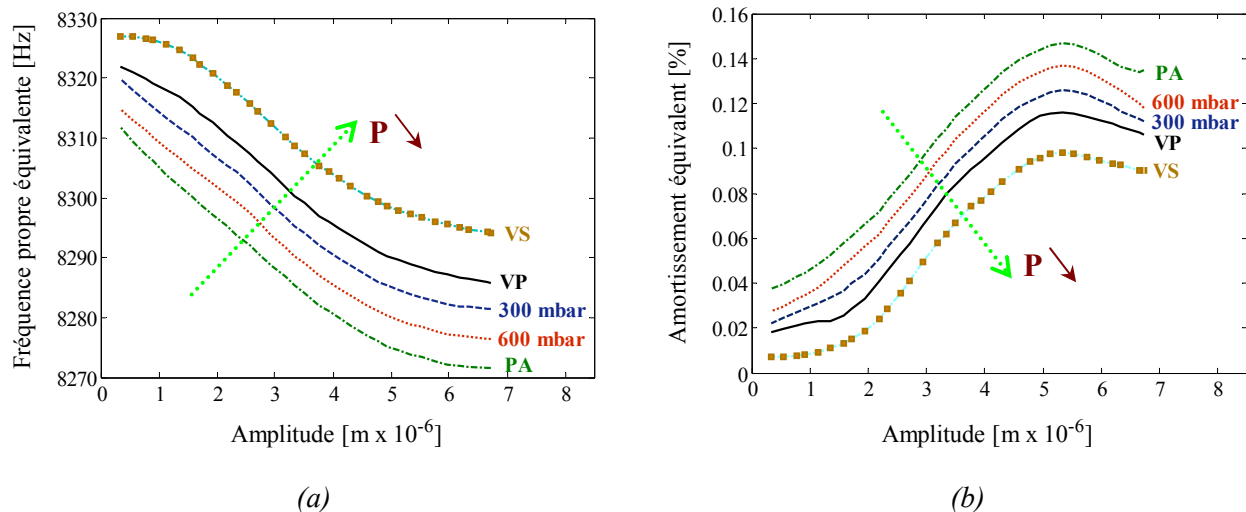 Fréquence propre équivalente [Hz]
8330
8320
8310
8300
8290
8280
8270
0 1 2 3 4 5 6 7 8
Amplitude [m x 10⁻⁶]
P
VS
VP
300 mbar
600 mbar
PA
(a)
Amortissement équivalent [%]
0.16
0.14
0.12
0.1
0.08
0.06
0.04
0.02
0
0 1 2 3 4 5 6 7 8
Amplitude [m x 10⁻⁶]
PA
600 mbar
300 mbar
VP
VS
P
(b)